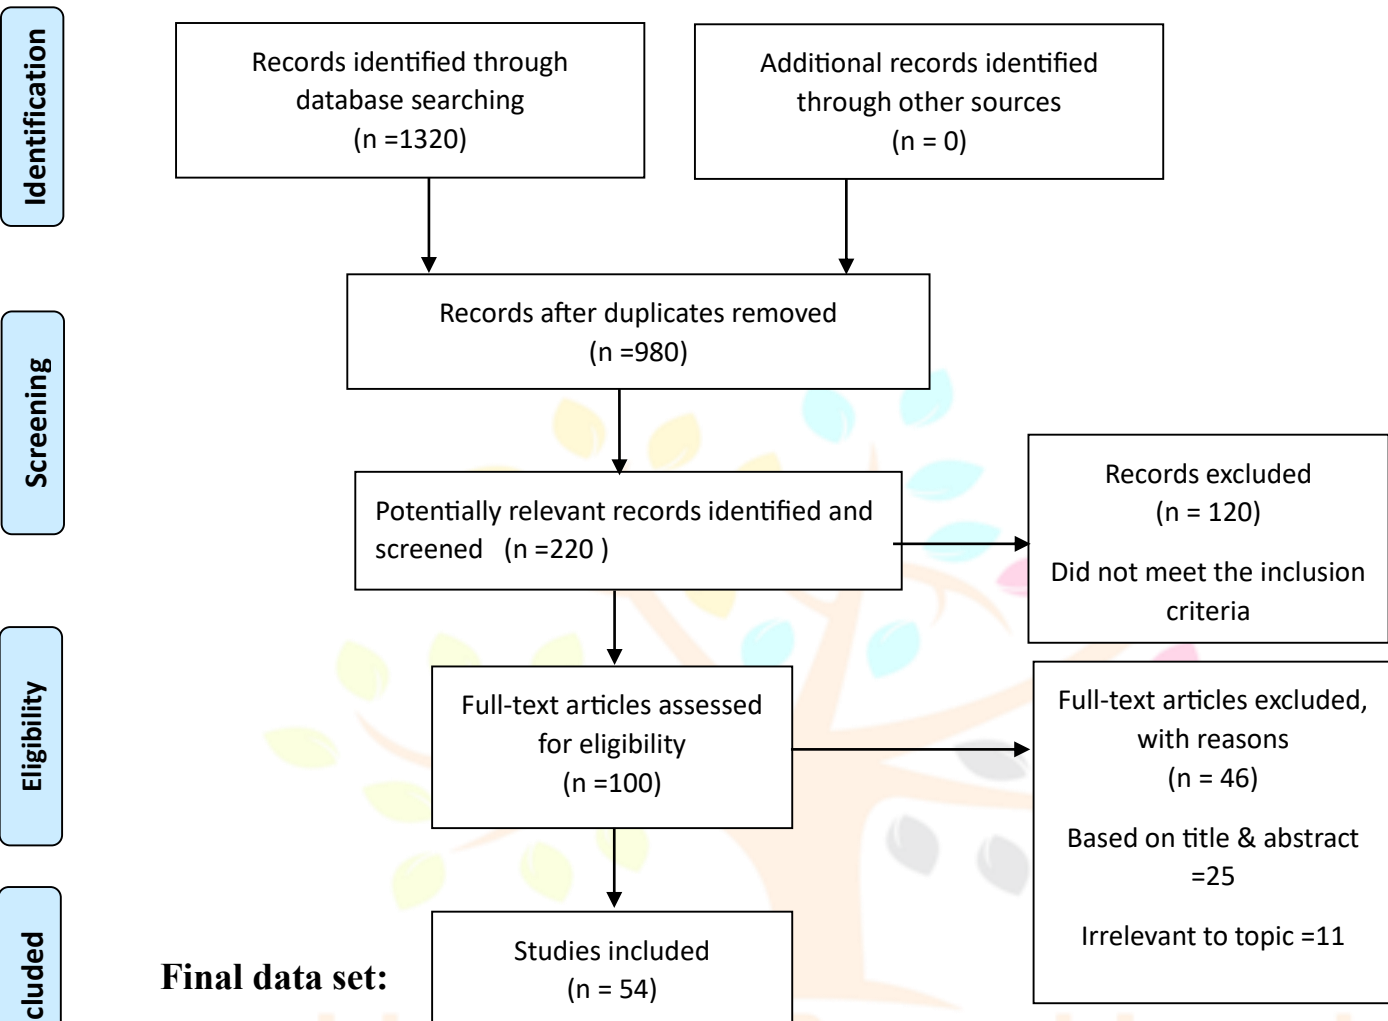 Identification
Records identified through
database searching
(n =1320)
Additional records identified
through other sources
(n = 0)
Records after duplicates removed
(n =980)
Screening
Potentially relevant records identified and
screened (n =220 )
Records excluded
(n = 120)
Did not meet the inclusion
criteria
Eligibility
Full-text articles assessed
for eligibility
(n =100)
Full-text articles excluded,
with reasons
(n = 46)
Based on title & abstract
=25
Irrelevant to topic =11
cluded
Final data set:
Studies included
(n = 54)